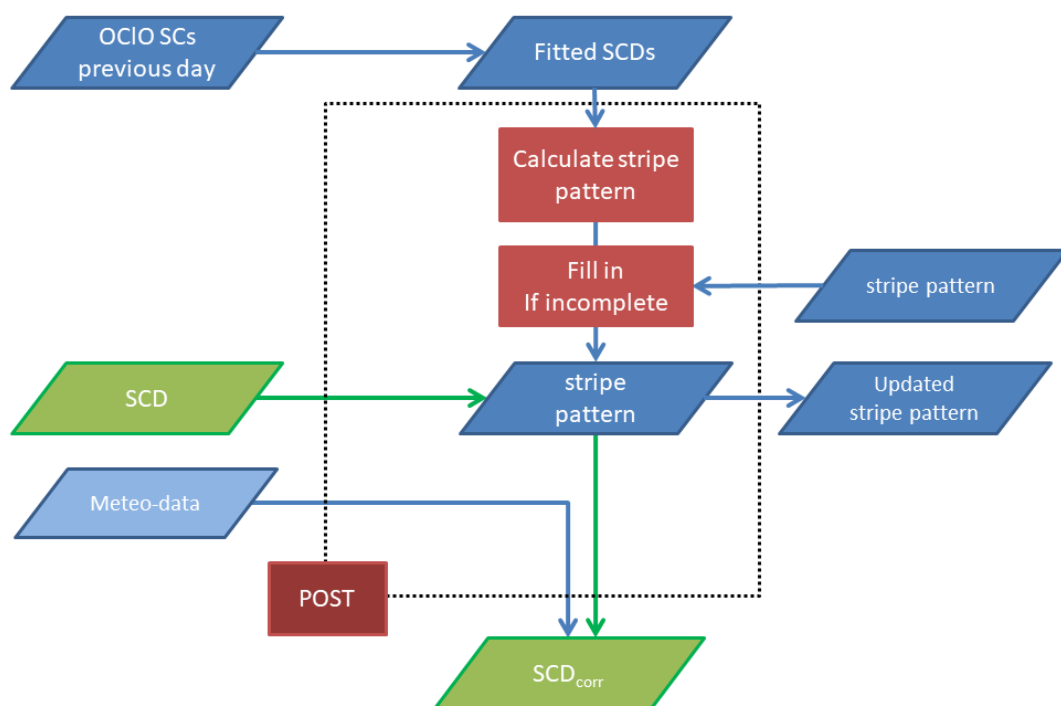 OClO SCs
previous day
Fitted SCDs
Calculate stripe
pattern
Fill in
If incomplete
stripe pattern
SCD
stripe
pattern
Updated
stripe pattern
Meteo-data
POST
SCDcorr